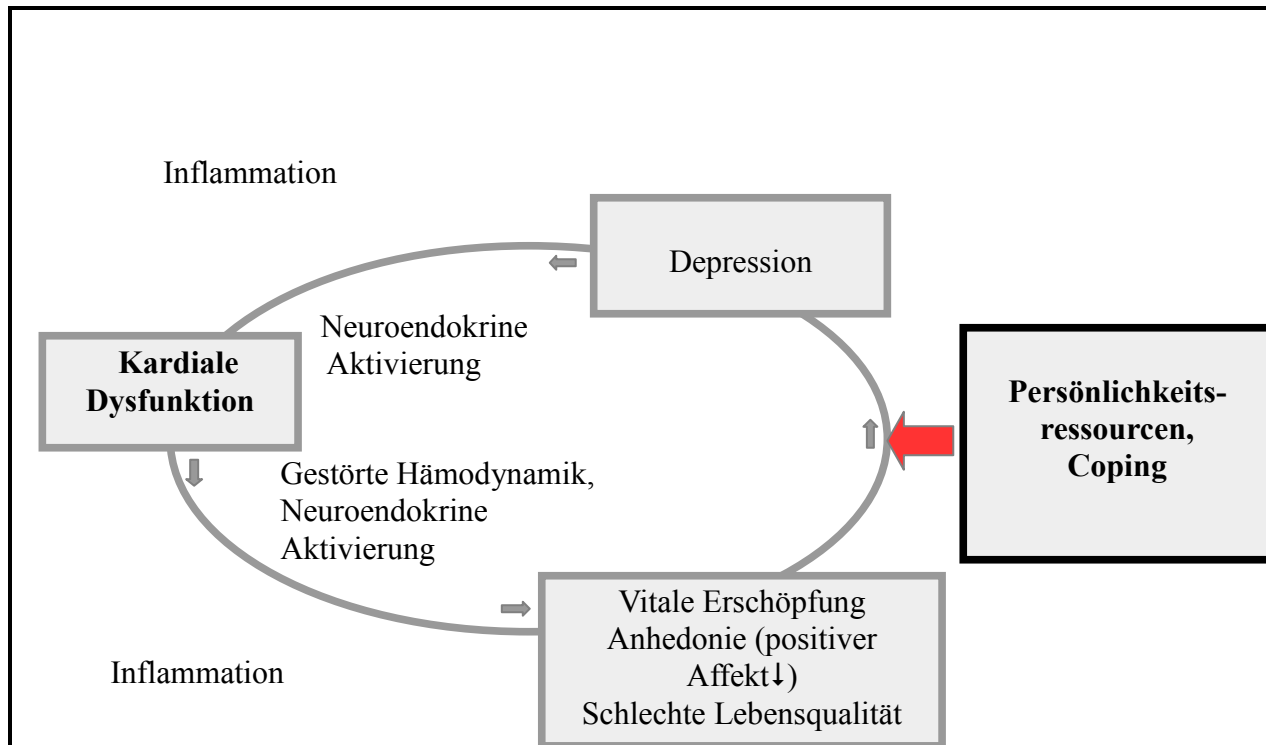 Inflammation
Depression
Neuroendokrine
Aktivierung
Kardiale
Dysfunktion
Persönlichkeits-
ressourcen,
Coping
Gestörte Hämodynamik,
Neuroendokrine
Aktivierung
Vitale Erschöpfung
Anhedonie (positiver
Affekt↓)
Schlechte Lebensqualität
Inflammation